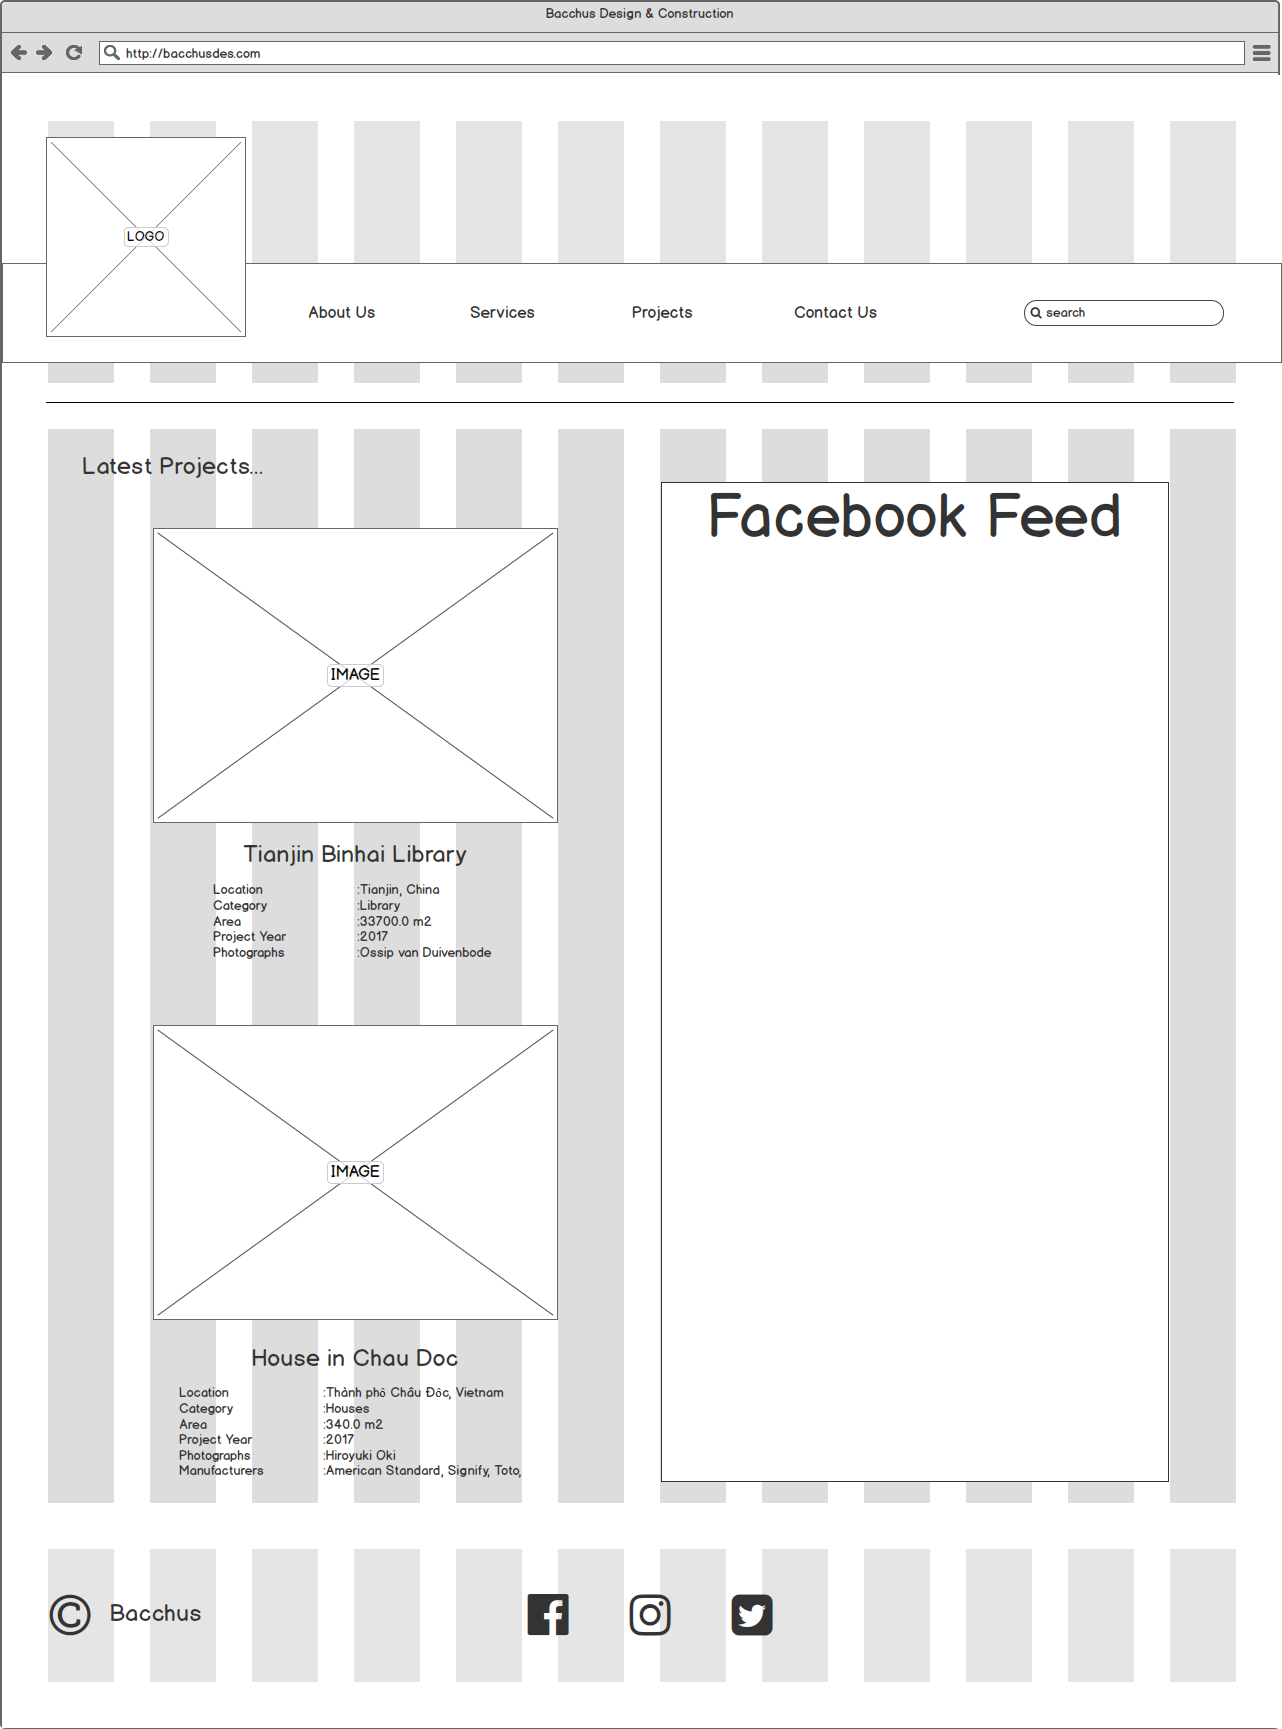 Bacchus Design & Construction
http://bacchusdes.com
LOGO
About Us Services Projects Contact Us search
Latest Projects...
Facebook Feed
IMAGE
Tianjin Binhai Library
Location :Tianjin, China
Category :Library
Area :33700.0 m2
Project Year :2017
Photographs :Ossip van Duivenbode
IMAGE
House in Chau Doc
Location :Thành phố Châu Đốc, Vietnam
Category :Houses
Area :340.0 m2
Project Year :2017
Photographs :Hiroyuki Oki
Manufacturers :American Standard, Signify, Toto,
© Bacchus